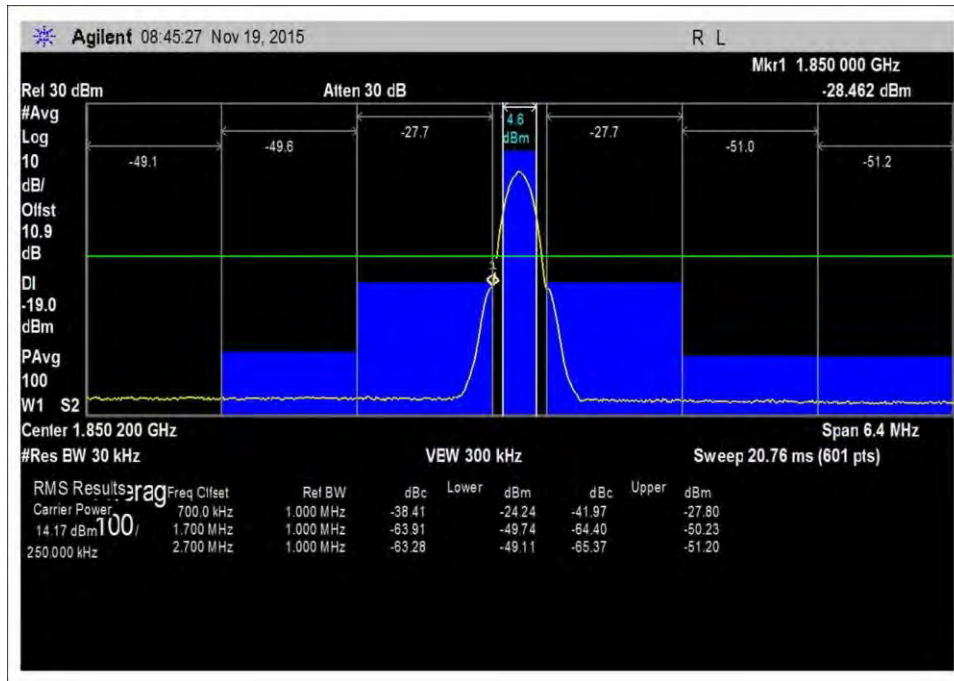 Agilent 08:45:27 Nov 19, 2015 R L
Mkr1 1.850 000 GHz
Rel 30 dBm Atten 30 dB -28.462 dBm
#Avg
Log
10
dB/
Offst
10.9
dB
DI
-19.0
dBm
PAvg
100
W1 S2
-49.1 -49.6 -27.7 4.6 dBm -27.7 -51.0 -51.2
1
Center 1.850 200 GHz Span 6.4 MHz
#Res BW 30 kHz VEW 300 kHz Sweep 20.76 ms (601 pts)
RMS Results Freq Clfset Ref BW dBc Lower dBm dBc Upper dBm
Carrier Power 700.0 kHz 1.000 MHz -38.41 -24.24 -41.97 -27.80
14.17 dBm 100/ 1.700 MHz 1.000 MHz -63.91 -49.74 -64.40 -50.23
250.000 kHz 2.700 MHz 1.000 MHz -63.28 -49.11 -65.37 -51.20